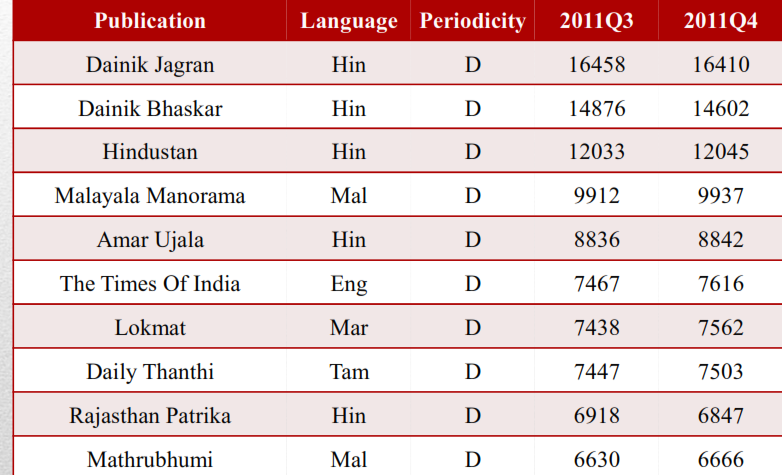 Publication Language Periodicity 2011Q3 2011Q4
Dainik Jagran Hin D 16458 16410
Dainik Bhaskar Hin D 14876 14602
Hindustan Hin D 12033 12045
Malayala Manorama Mal D 9912 9937
Amar Ujala Hin D 8836 8842
The Times Of India Eng D 7467 7616
Lokmat Mar D 7438 7562
Daily Thanthi Tam D 7447 7503
Rajasthan Patrika Hin D 6918 6847
Mathrubhumi Mal D 6630 6666